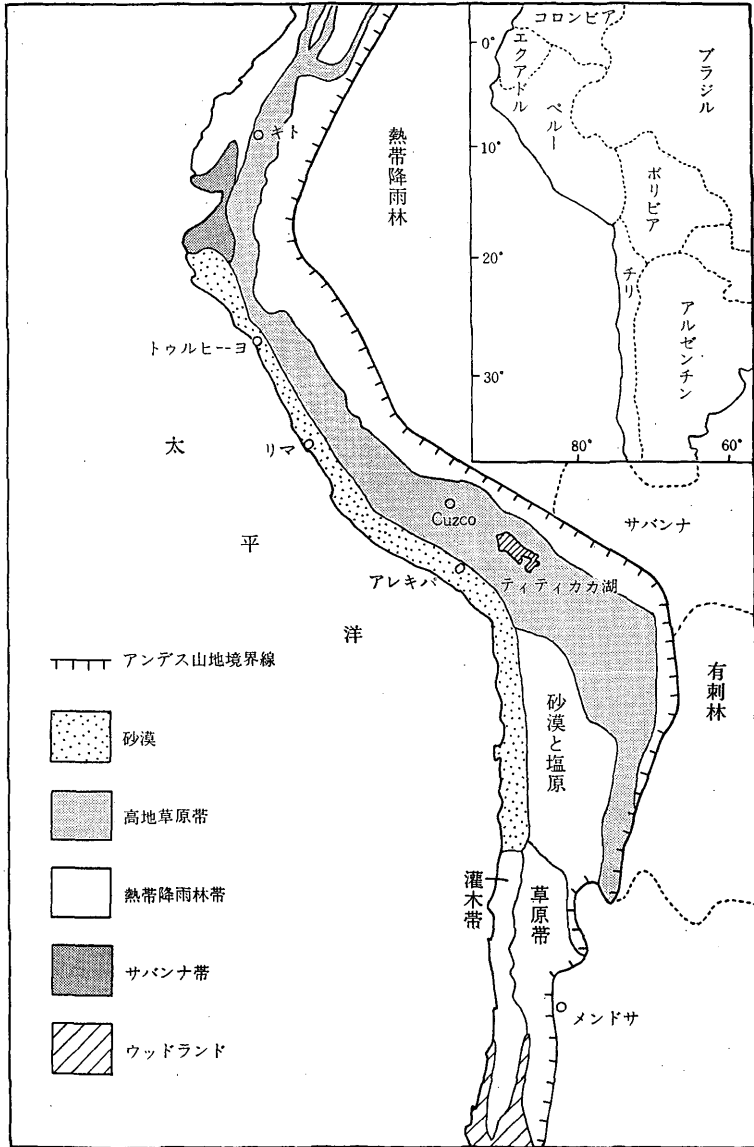 コロンビア
エクアドル
ペルー
ブラジル
ボリビア
チリ
アルゼンチン
0°
10°
20°
30°
80°
60°
キト
熱帯降雨林
トゥルヒーヨ
リマ
太平洋
Cuzco
サバンナ
アレキパ
ティティカカ湖
有刺林
砂漠と塩原
灌木帯
草原帯
メンドサ
アンデス山地境界線
砂漠
高地草原帯
熱帯降雨林帯
サバンナ帯
ウッドランド